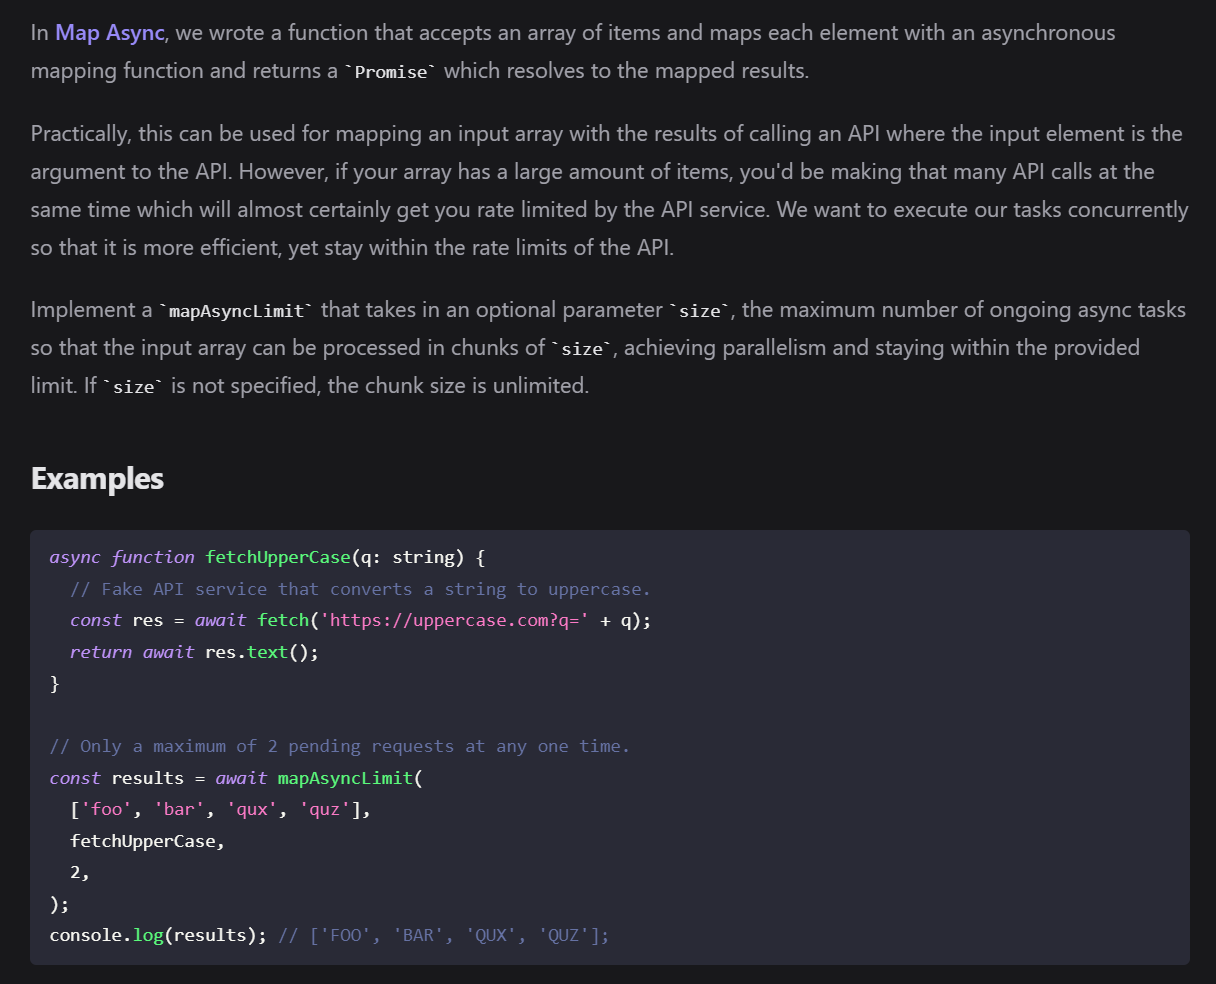 In Map Async, we wrote a function that accepts an array of items and maps each element with an asynchronous
mapping function and returns a `Promise` which resolves to the mapped results.
Practically, this can be used for mapping an input array with the results of calling an API where the input element is the
argument to the API. However, if your array has a large amount of items, you'd be making that many API calls at the
same time which will almost certainly get you rate limited by the API service. We want to execute our tasks concurrently
so that it is more efficient, yet stay within the rate limits of the API.
Implement a `mapAsyncLimit` that takes in an optional parameter `size`, the maximum number of ongoing async tasks
so that the input array can be processed in chunks of `size`, achieving parallelism and staying within the provided
limit. If `size` is not specified, the chunk size is unlimited.
Examples
async function fetchUpperCase(q: string) {
  // Fake API service that converts a string to uppercase.
  const res = await fetch('https://uppercase.com?q=' + q);
  return await res.text();
}
// Only a maximum of 2 pending requests at any one time.
const results = await mapAsyncLimit(
  ['foo', 'bar', 'qux', 'quz'],
  fetchUpperCase,
  2,
);
console.log(results); // ['FOO', 'BAR', 'QUX', 'QUZ'];